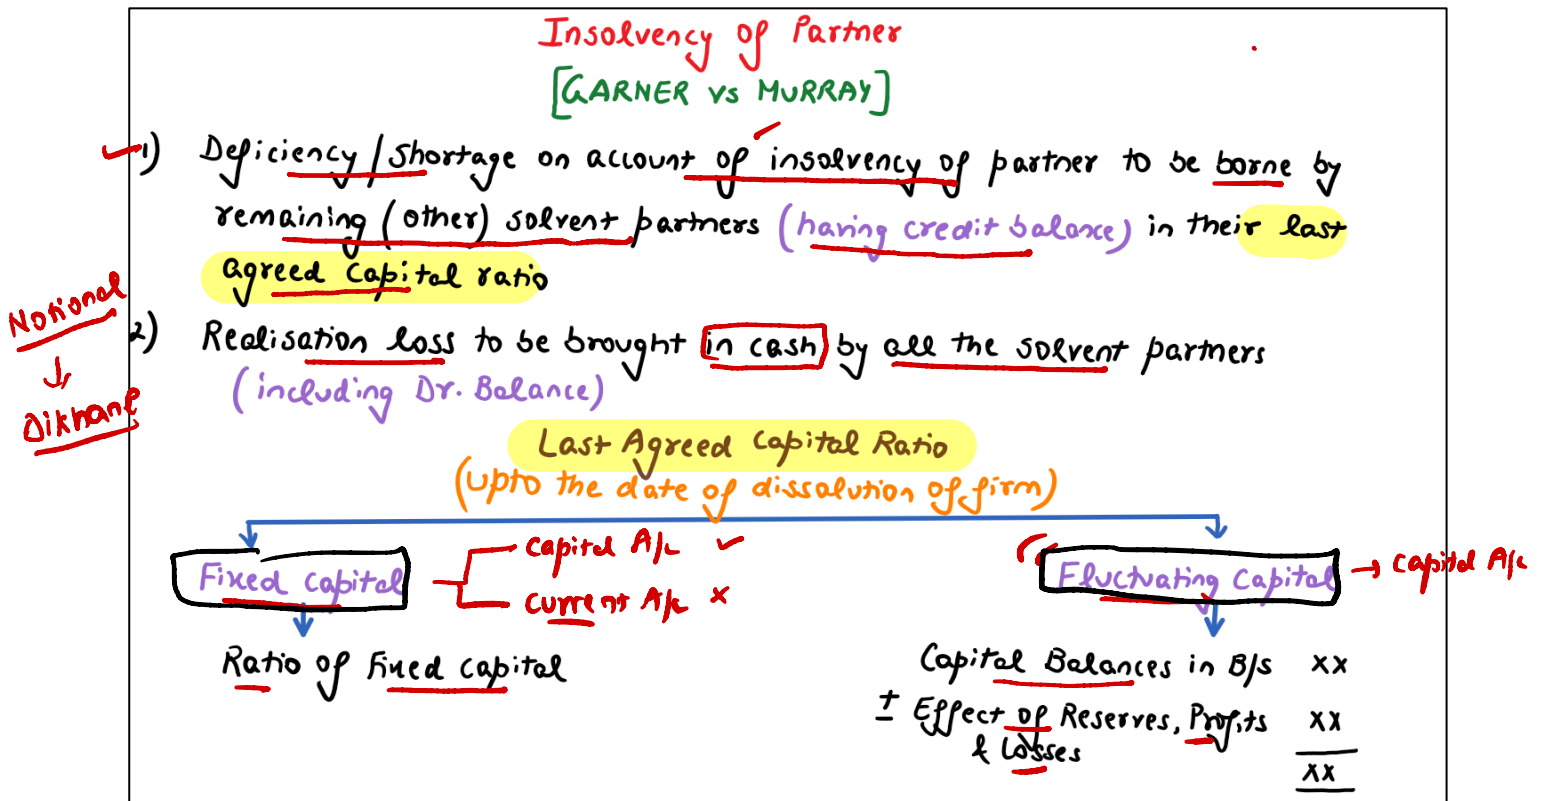 Insolvency of Partner
[GARNER vs MURRAY]
1) Deficiency / Shortage on account of insolvency of partner to be borne by
remaining (other) solvent partners (having credit balance) in their last
agreed capital ratio
Notional
↓
Dikhane
2) Realisation loss to be brought in cash by all the solvent partners
(including Dr. Balance)
Last Agreed Capital Ratio
(upto the date of dissolution of firm)
Fixed Capital
Capital A/c ✓
Current A/c ×
Fluctuating Capital → Capital A/c
Ratio of Fixed capital
Capital Balances in B/s xx
± Effect of Reserves, Profits xx
& Losses
xx